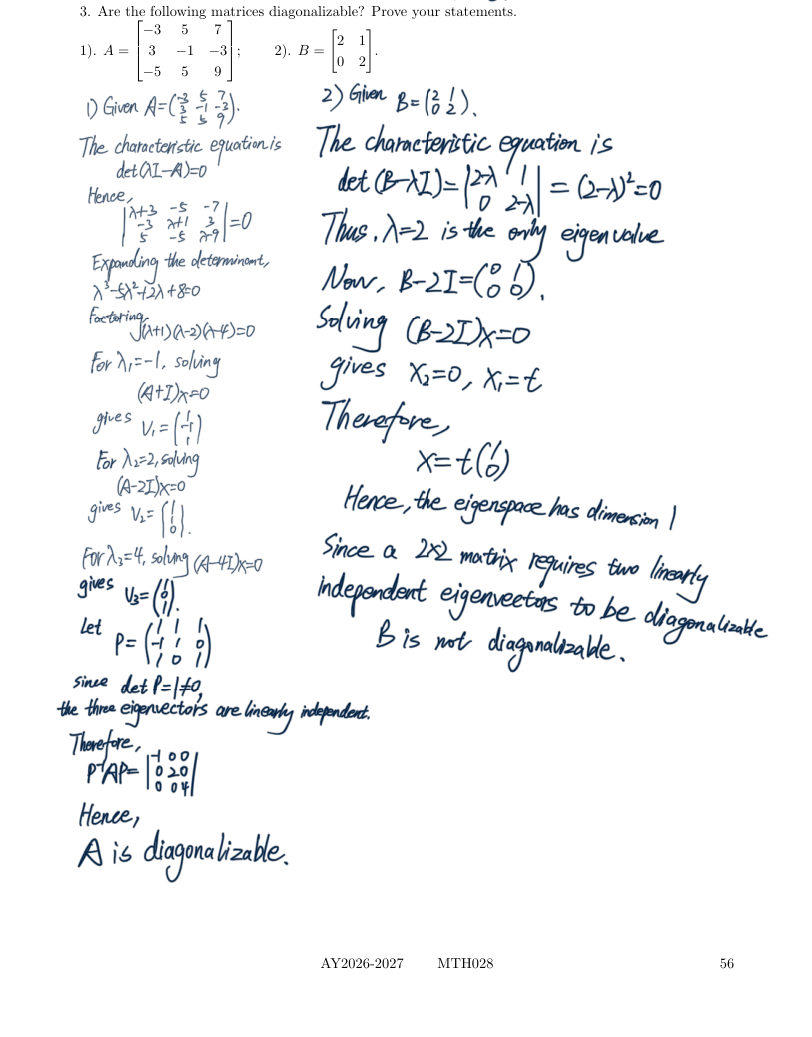 3. Are the following matrices diagonalizable? Prove your statements.
1). A = [−3 5 7; 3 −1 −3; −5 5 9]; 2). B = [2 1; 0 2].
1) Given A=(-3 5 7; 3 -1 -3; 5 5 9).
The characteristic equation is
det(λI-A)=0
Hence,
|λ+3 -5 -7; -3 λ+1 3; 5 -5 λ-9|=0
Expanding the determinant,
λ³-5λ²+2λ+8=0
Factoring,
(λ+1)(λ-2)(λ-4)=0
For λ₁=-1, solving
(A+I)x=0
gives V₁=(1; -1; 1)
For λ₂=2, solving
(A-2I)x=0
gives V₂=(1; 1; 0).
For λ₃=4, solving (A-4I)x=0
gives V₃=(1; 0; 1).
Let
P=(1 1 1; -1 1 0; 1 0 1)
Since det P=1≠0,
the three eigenvectors are linearly independent.
Therefore,
P⁻¹AP=|-1 0 0; 0 2 0; 0 0 4|
Hence,
A is diagonalizable.
2) Given B=(2 1; 0 2).
The characteristic equation is
det(B-λI)=|2-λ 1; 0 2-λ|=(2-λ)²=0
Thus, λ=2 is the only eigenvalue
Now, B-2I=(0 1; 0 0).
Solving (B-2I)x=0
gives x₂=0, x₁=t
Therefore,
x=t(1; 0)
Hence, the eigenspace has dimension 1
Since a 2×2 matrix requires two linearly
independent eigenvectors to be diagonalizable
B is not diagonalizable.
AY2026-2027 MTH028 56